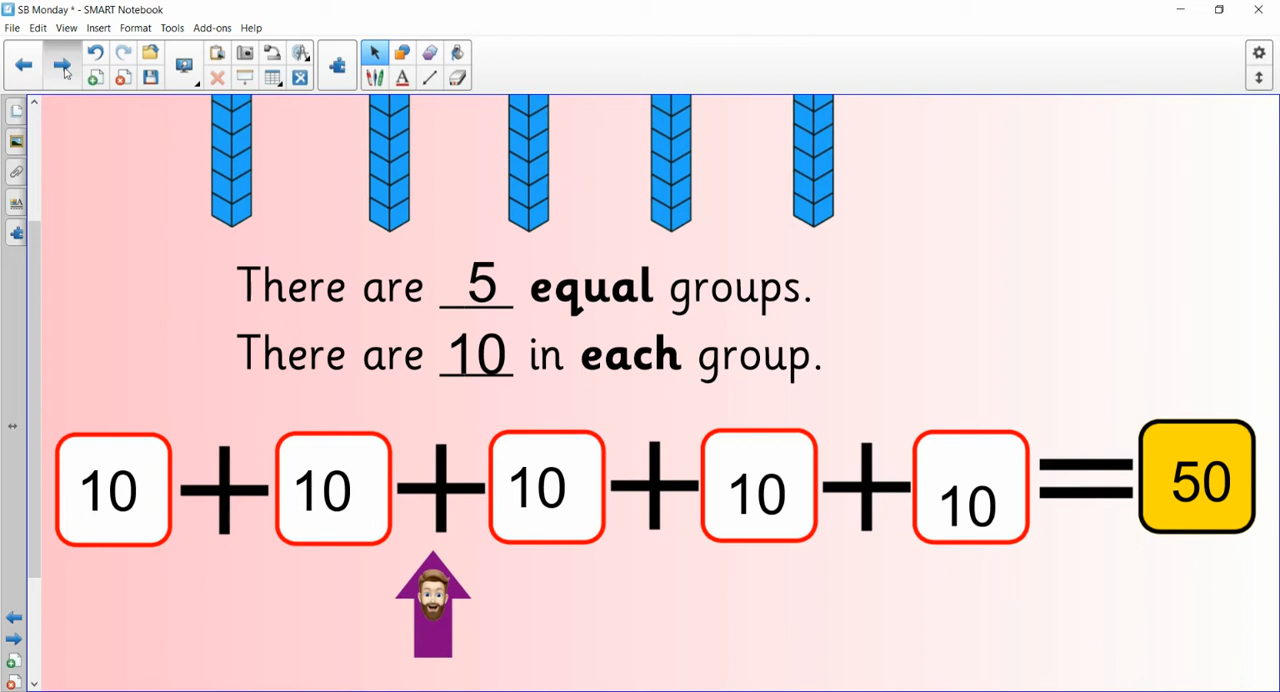 SB Monday * - SMART Notebook
File Edit View Insert Format Tools Add-ons Help
There are 5 equal groups.
There are 10 in each group.
10 + 10 + 10 + 10 + 10 = 50